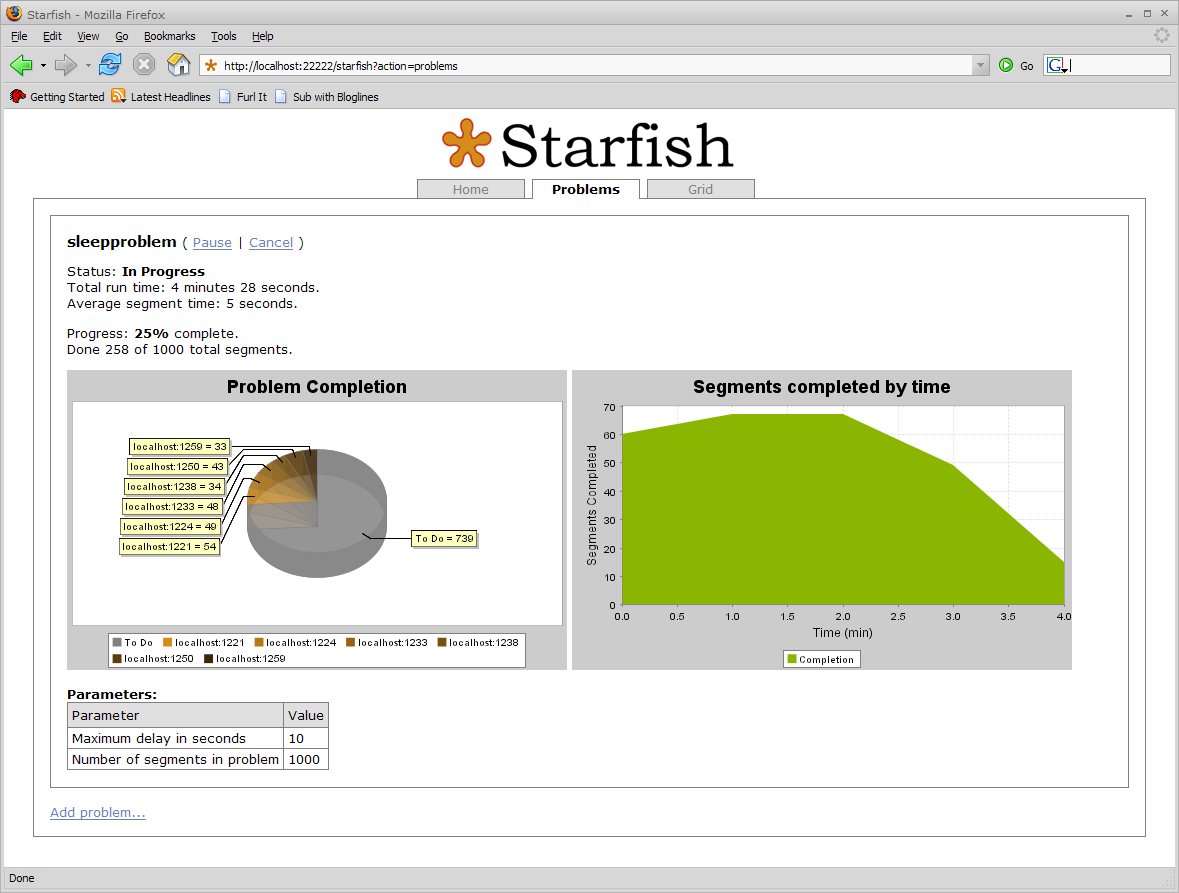 Starfish - Mozilla Firefox
File Edit View Go Bookmarks Tools Help
http://localhost:22222/starfish?action=problems Go G
Getting Started Latest Headlines Furl It Sub with Bloglines
Starfish
Home Problems Grid
sleepproblem ( Pause | Cancel )
Status: In Progress
Total run time: 4 minutes 28 seconds.
Average segment time: 5 seconds.
Progress: 25% complete.
Done 258 of 1000 total segments.
Problem Completion
localhost:1259 = 33
localhost:1250 = 43
localhost:1238 = 34
localhost:1233 = 48
localhost:1224 = 49
localhost:1221 = 54
To Do = 739
To Do localhost:1221 localhost:1224 localhost:1233 localhost:1238
localhost:1250 localhost:1259
Segments completed by time
Segments Completed
70
60
50
40
30
20
10
0
0.0 0.5 1.0 1.5 2.0 2.5 3.0 3.5 4.0
Time (min)
Completion
Parameters:
Parameter Value
Maximum delay in seconds 10
Number of segments in problem 1000
Add problem...
Done